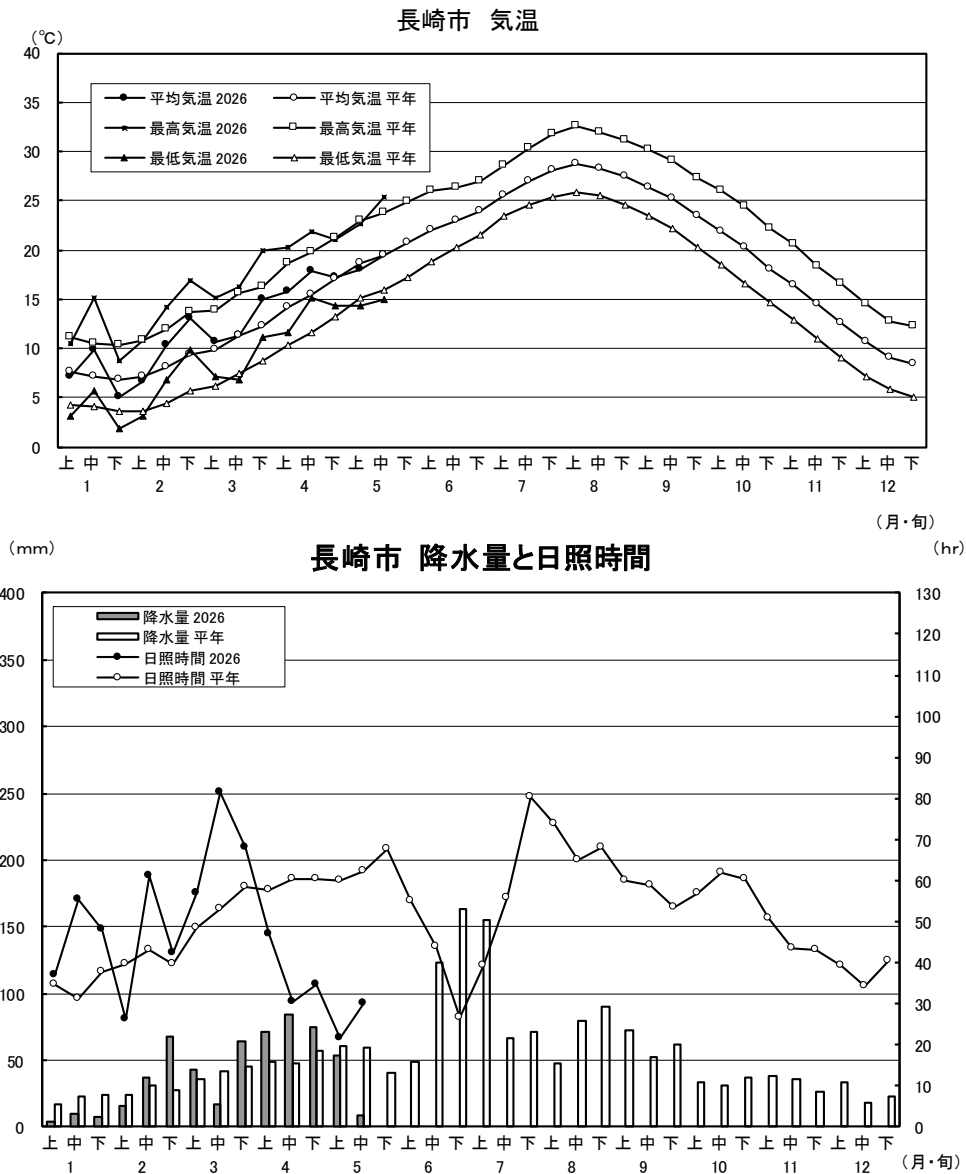 長崎市 気温
(℃)
40
35
30
25
20
15
10
5
0
平均気温 2026 平均気温 平年
最高気温 2026 最高気温 平年
最低気温 2026 最低気温 平年
上 中 下 上 中 下 上 中 下 上 中 下 上 中 下 上 中 下 上 中 下 上 中 下 上 中 下 上 中 下 上 中 下 上 中 下
1 2 3 4 5 6 7 8 9 10 11 12
(月・旬)
(mm) 長崎市 降水量と日照時間 (hr)
400
350
300
250
200
150
100
50
0
降水量 2026
降水量 平年
日照時間 2026
日照時間 平年
130
120
110
100
90
80
70
60
50
40
30
20
10
0
上 中 下 上 中 下 上 中 下 上 中 下 上 中 下 上 中 下 上 中 下 上 中 下 上 中 下 上 中 下 上 中 下 上 中 下
1 2 3 4 5 6 7 8 9 10 11 12 (月・旬)